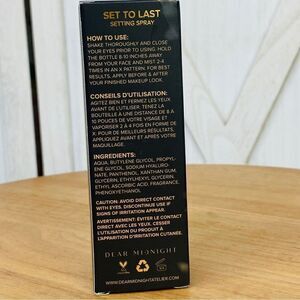 SET TO LAST
SETTING SPRAY
HOW TO USE:
SHAKE THOROUGHLY AND CLOSE
YOUR EYES PRIOR TO USING. HOLD
THE BOTTLE 8-10 INCHES AWAY
FROM YOUR FACE AND MIST 2-4
TIMES IN AN X PATTERN. FOR BEST
RESULTS, APPLY BEFORE & AFTER
YOUR FINISHED MAKEUP LOOK.
CONSEILS D'UTILISATION:
AGITEZ BIEN ET FERMEZ LES YEUX
AVANT DE L'UTILISER. TENEZ LA
BOUTEILLE À UNE DISTANCE DE 8 À
10 POUCES DE VOTRE VISAGE ET
VAPORISER 2 À 4 FOIS EN FORME DE
X: POUR DE MEILLEURS RÉSULTATS,
APPLIQUEZ AVANT ET APRÈS VOTRE
MAQUILLAGE.
INGREDIENTS:
AQUA, BUTYLENE GLYCOL, PROPYL-
ENE GLYCOL, SODIUM HYALURO-
NATE, PANTHENOL, XANTHAN GUM,
GLYCERIN, ETHYLHEXYL GLYCERIN,
ETHYL ASCORBIC ACID, FRAGRANCE,
PHENOXYETHANOL
CAUTION: AVOID DIRECT CONTACT
WITH EYES. DISCONTINUE USE IF
SIGNS OF IRRITATION APPEAR.
AVERTISSEMENT: ÉVITER LE CONTACT
DIRECT AVEC LES YEUX. CESSER
L'UTILISATION DU PRODUIT À
L'APPARITION D'IRRITATION CUTANÉE.
DEAR MIDNIGHT
WWW.DEARMIDNIGHTATELIER.COM